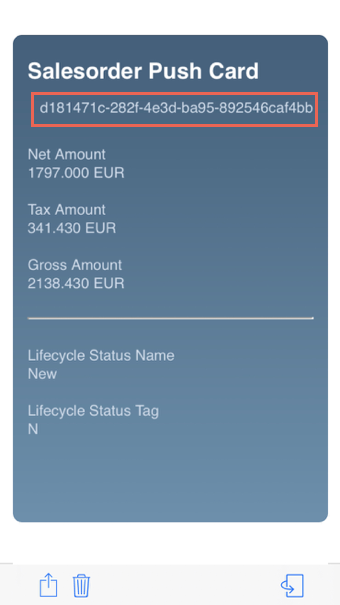 Salesorder Push Card
d181471c-282f-4e3d-ba95-892546caf4bb
Net Amount
1797.000 EUR
Tax Amount
341.430 EUR
Gross Amount
2138.430 EUR
Lifecycle Status Name
New
Lifecycle Status Tag
N